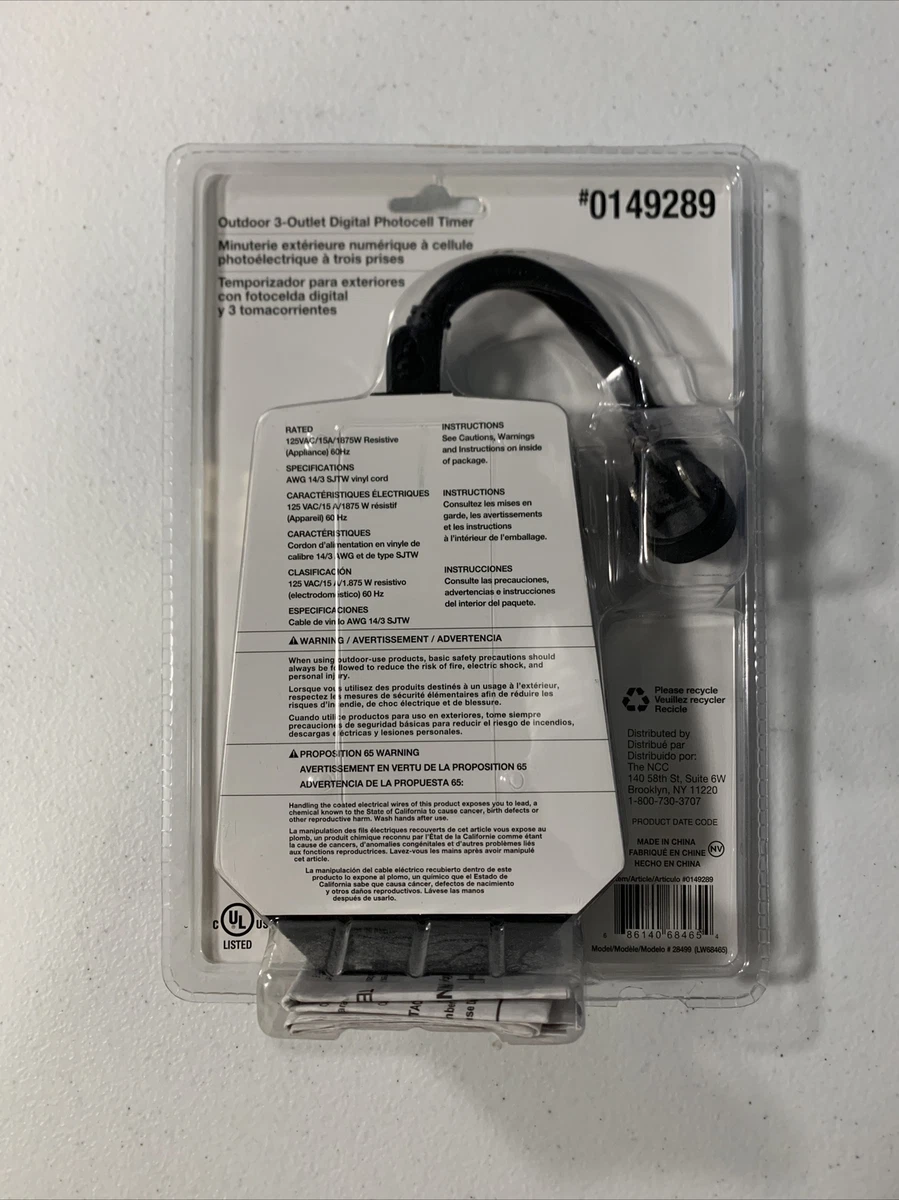 #0149289
Outdoor 3-Outlet Digital Photocell Timer
Minuterie extérieure numérique à cellule
photoélectrique à trois prises
Temporizador para exteriores
con fotocelda digital
y 3 tomacorrientes
RATED
125VAC/15A/1875W Resistive
(Appliance) 60Hz
SPECIFICATIONS
AWG 14/3 SJTW vinyl cord
CARACTÉRISTIQUES ÉLECTRIQUES
125 VAC/15 A/1875 W résistif
(Appareil) 60 Hz
CARACTÉRISTIQUES
Cordon d'alimentation en vinyle de
calibre 14/3 AWG et de type SJTW
CLASIFICACIÓN
125 VAC/15 A/1.875 W resistivo
(electrodoméstico) 60 Hz
ESPECIFICACIONES
Cable de vinilo AWG 14/3 SJTW
INSTRUCTIONS
See Cautions, Warnings
and Instructions on inside
of package.
INSTRUCTIONS
Consultez les mises en
garde, les avertissements
et les instructions
à l'intérieur de l'emballage.
INSTRUCCIONES
Consulte las precauciones,
advertencias e instrucciones
del interior del paquete.
⚠ WARNING / AVERTISSEMENT / ADVERTENCIA
When using outdoor-use products, basic safety precautions should
always be followed to reduce the risk of fire, electric shock, and
personal injury.
Lorsque vous utilisez des produits destinés à un usage à l'extérieur,
respectez les mesures de sécurité élémentaires afin de réduire les
risques d'incendie, de choc électrique et de blessure.
Cuando utilice productos para uso en exteriores, tome siempre
precauciones de seguridad básicas para reducir el riesgo de incendios,
descargas eléctricas y lesiones personales.
⚠ PROPOSITION 65 WARNING
AVERTISSEMENT EN VERTU DE LA PROPOSITION 65
ADVERTENCIA DE LA PROPUESTA 65:
Handling the coated electrical wires of this product exposes you to lead, a
chemical known to the State of California to cause cancer, birth defects or
other reproductive harm. Wash hands after use.
La manipulation des fils électriques recouverts de cet article vous expose au
plomb, un produit chimique reconnu par l'État de la Californie comme étant
la cause de cancers, d'anomalies congénitales et d'autres problèmes liés
aux fonctions reproductrices. Lavez-vous les mains après avoir manipulé
cet article.
La manipulación del cable eléctrico recubierto dentro de este
producto lo expone al plomo, un químico que el Estado de
California sabe que causa cáncer, defectos de nacimiento
y otros daños reproductivos. Lávese las manos
después de usarlo.
C UL US
LISTED
Please recycle
Veuillez recycler
Recicle
Distributed by
Distribué par
Distribuido por:
The NCC
140 58th St, Suite 6W
Brooklyn, NY 11220
1-800-730-3707
PRODUCT DATE CODE
MADE IN CHINA
FABRIQUÉ EN CHINE
HECHO EN CHINA
NV
/Article/Artículo #0149289
6 86140 68465 4
Model/Modèle/Modelo # 28499 (LW68465)